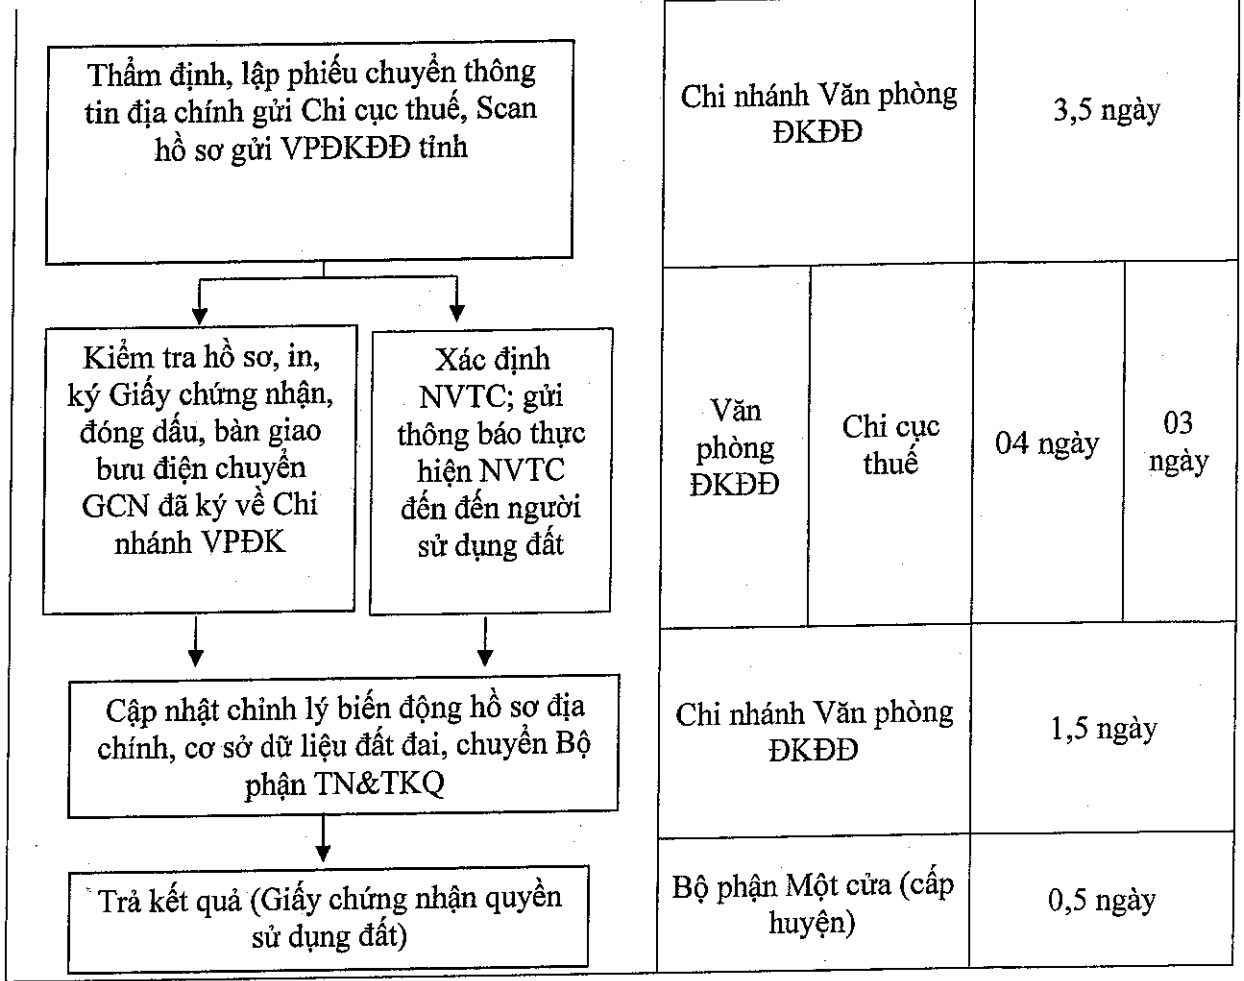 Thẩm định, lập phiếu chuyển thông
tin địa chính gửi Chi cục thuế, Scan
hồ sơ gửi VPĐKĐĐ tỉnh
Chi nhánh Văn phòng
ĐKĐĐ
3,5 ngày
Kiểm tra hồ sơ, in,
ký Giấy chứng nhận,
đóng dấu, bàn giao
bưu điện chuyển
GCN đã ký về Chi
nhánh VPĐK
Xác định
NVTC; gửi
thông báo thực
hiện NVTC
đến đến người
sử dụng đất
Văn
phòng
ĐKĐĐ
Chi cục
thuế
04 ngày
03
ngày
Cập nhật chỉnh lý biến động hồ sơ địa
chính, cơ sở dữ liệu đất đai, chuyển Bộ
phận TN&TKQ
Chi nhánh Văn phòng
ĐKĐĐ
1,5 ngày
Trả kết quả (Giấy chứng nhận quyền
sử dụng đất)
Bộ phận Một cửa (cấp
huyện)
0,5 ngày